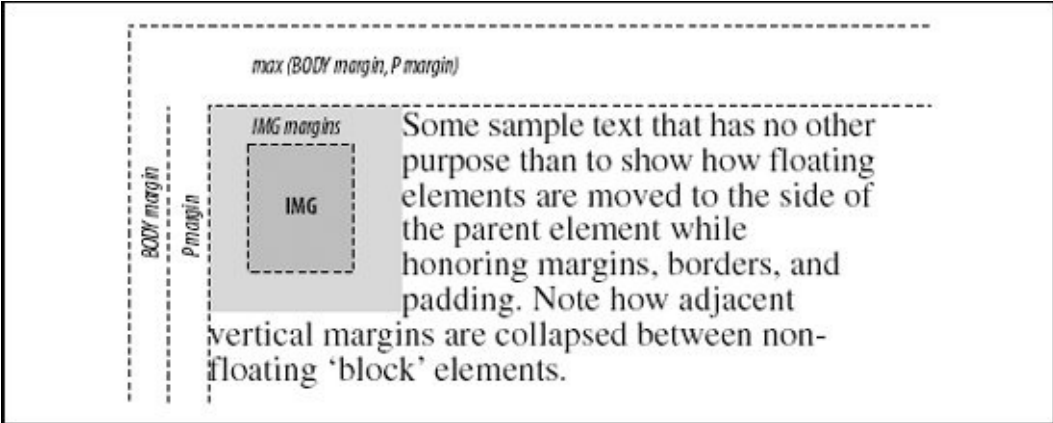 max (BODY margin, P margin)
IMG margins
IMG
BODY margin
P margin
Some sample text that has no other
purpose than to show how floating
elements are moved to the side of
the parent element while
honoring margins, borders, and
padding. Note how adjacent
vertical margins are collapsed between non-
floating ‘block’ elements.